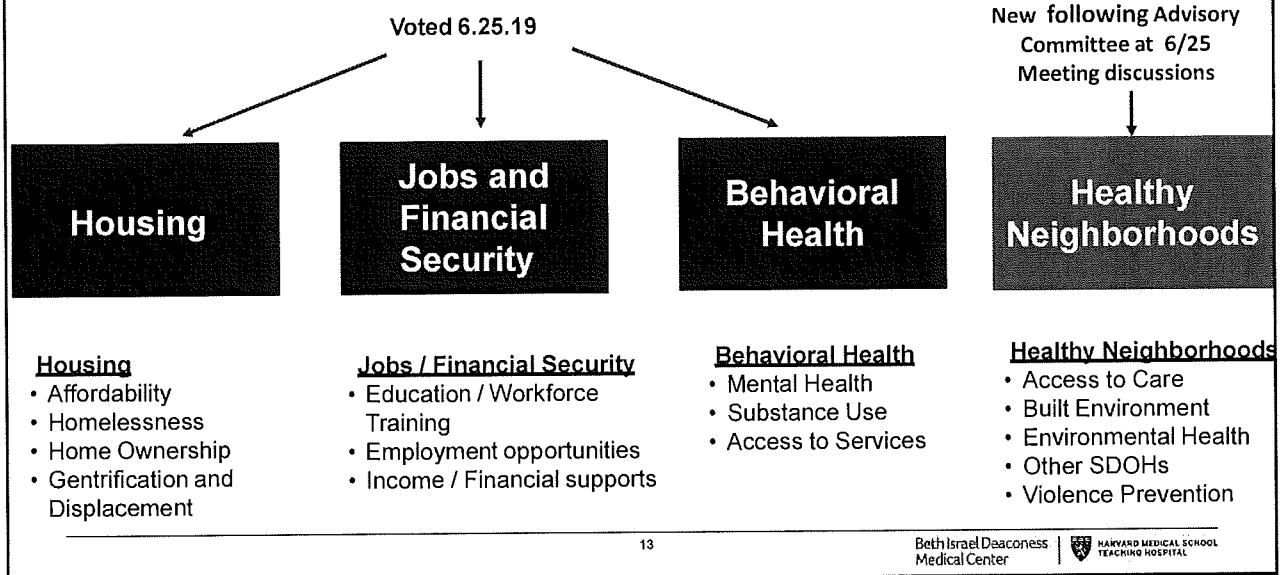 Voted 6.25.19
New following Advisory
Committee at 6/25
Meeting discussions
Housing
Jobs and
Financial
Security
Behavioral
Health
Healthy
Neighborhoods
Housing
• Affordability
• Homelessness
• Home Ownership
• Gentrification and
Displacement
Jobs / Financial Security
• Education / Workforce
Training
• Employment opportunities
• Income / Financial supports
Behavioral Health
• Mental Health
• Substance Use
• Access to Services
Healthy Neighborhoods
• Access to Care
• Built Environment
• Environmental Health
• Other SDOHs
• Violence Prevention
13
Beth Israel Deaconess
Medical Center
HARVARD MEDICAL SCHOOL
TEACHING HOSPITAL